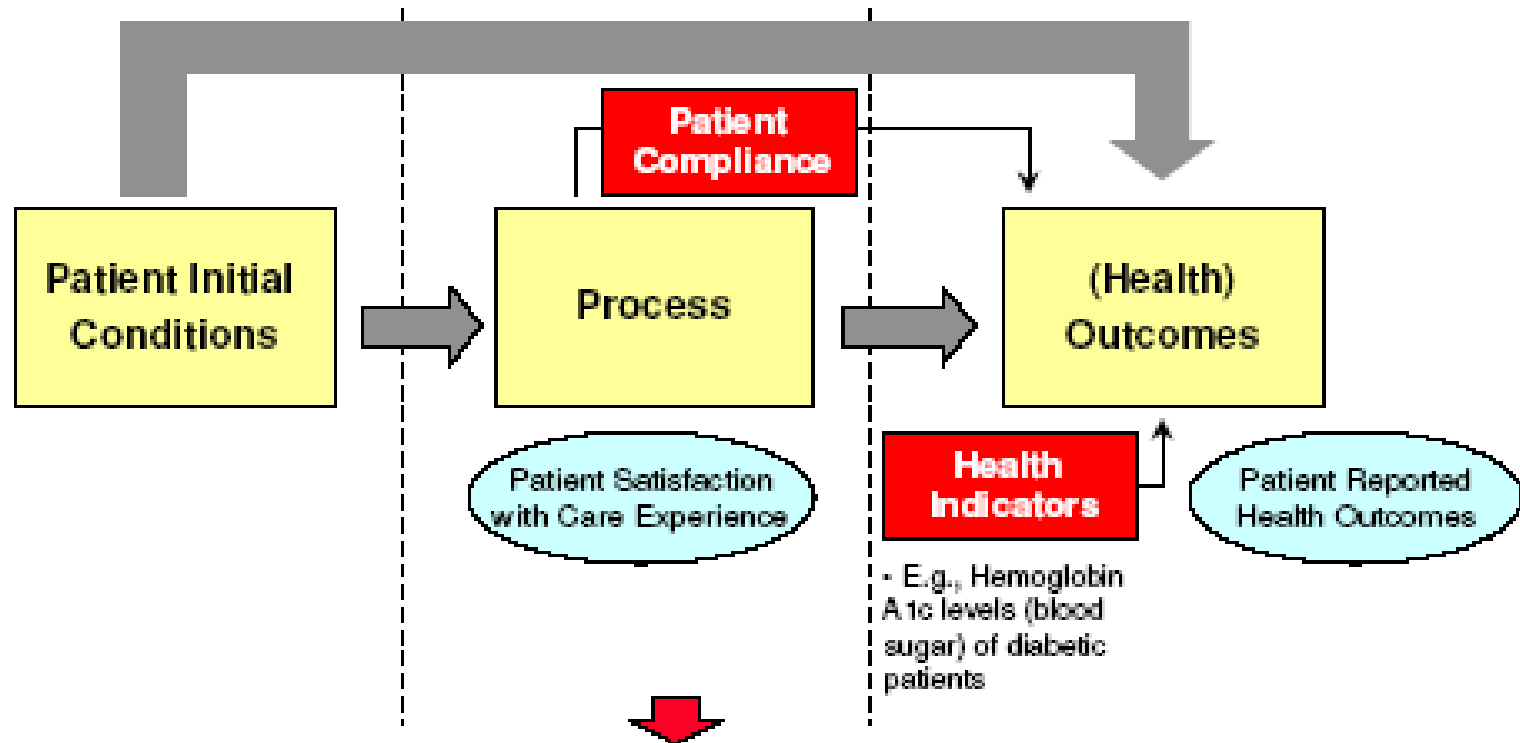 Patient
Compliance
Patient Initial
Conditions
Process
(Health)
Outcomes
Patient Satisfaction
with Care Experience
Health
Indicators
Patient Reported
Health Outcomes
- E.g., Hemoglobin
A1c levels (blood
sugar) of diabetic
patients